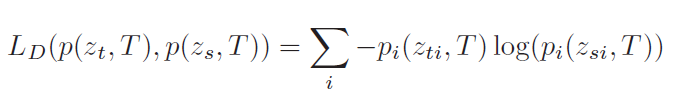 L_D(p(z_t, T), p(z_s, T)) = \sum_i -p_i(z_{ti}, T) \log(p_i(z_{si}, T))